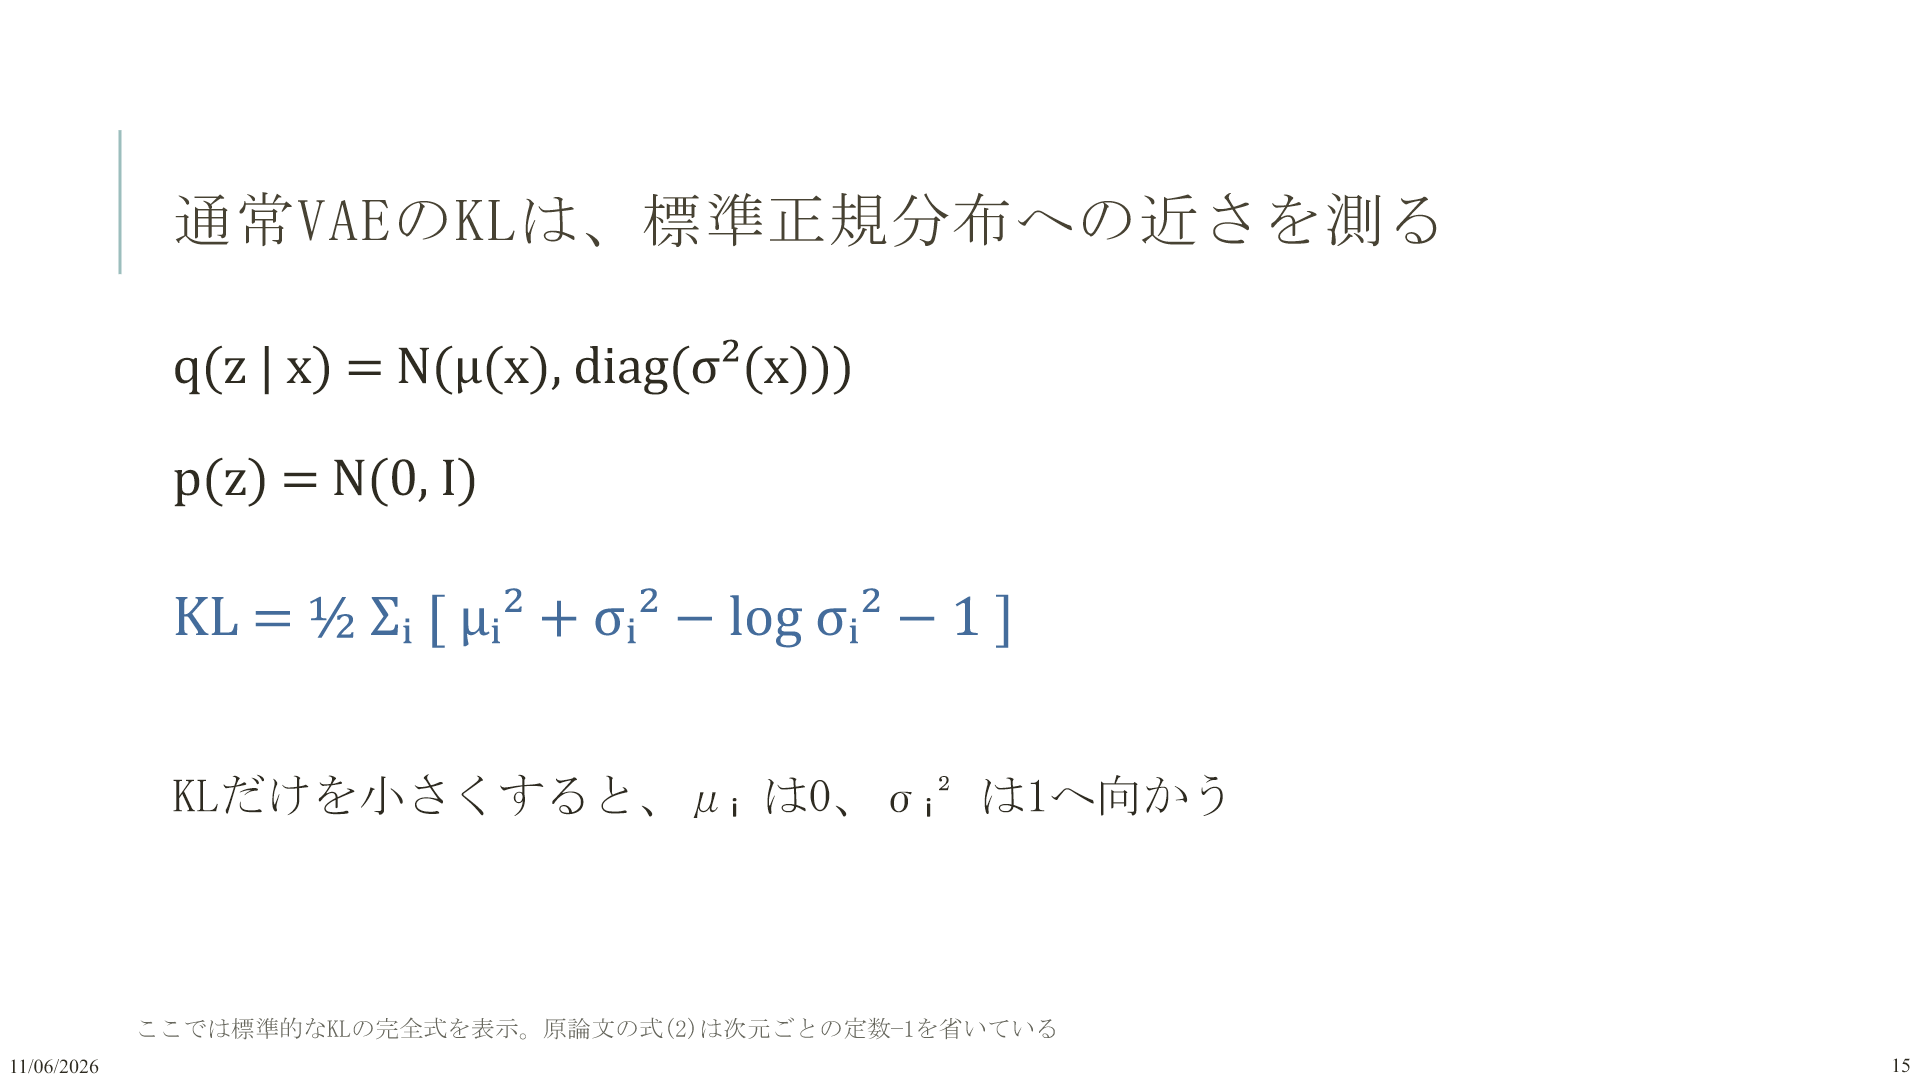 通常VAEのKLは、標準正規分布への近さを測る
q(z | x) = N(μ(x), diag(σ²(x)))
p(z) = N(0, I)
KL = ½ Σᵢ [ μᵢ² + σᵢ² − log σᵢ² − 1 ]
KLだけを小さくすると、μᵢ は0、σᵢ² は1へ向かう
ここでは標準的なKLの完全式を表示。原論文の式(2)は次元ごとの定数−1を省いている
11/06/2026
15